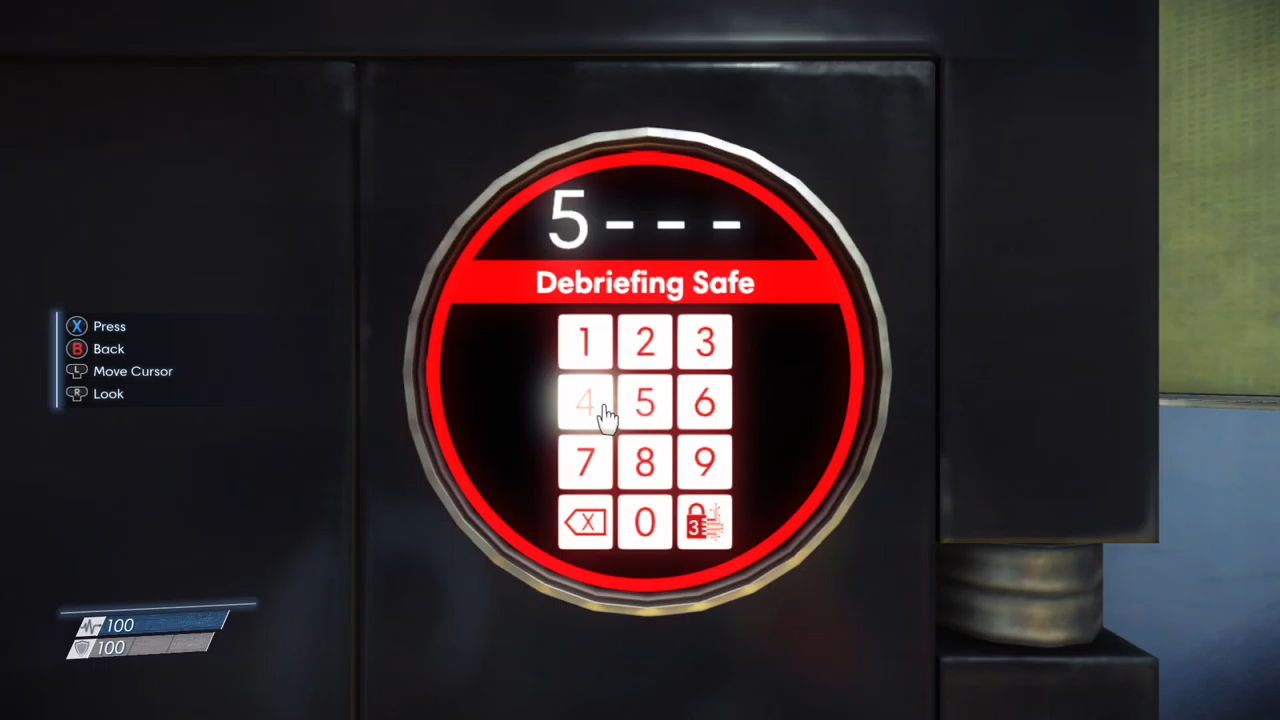 5 - - -
Debriefing Safe
1 2 3
4 5 6
7 8 9
X 0 3
X Press
B Back
L Move Cursor
R Look
100
100